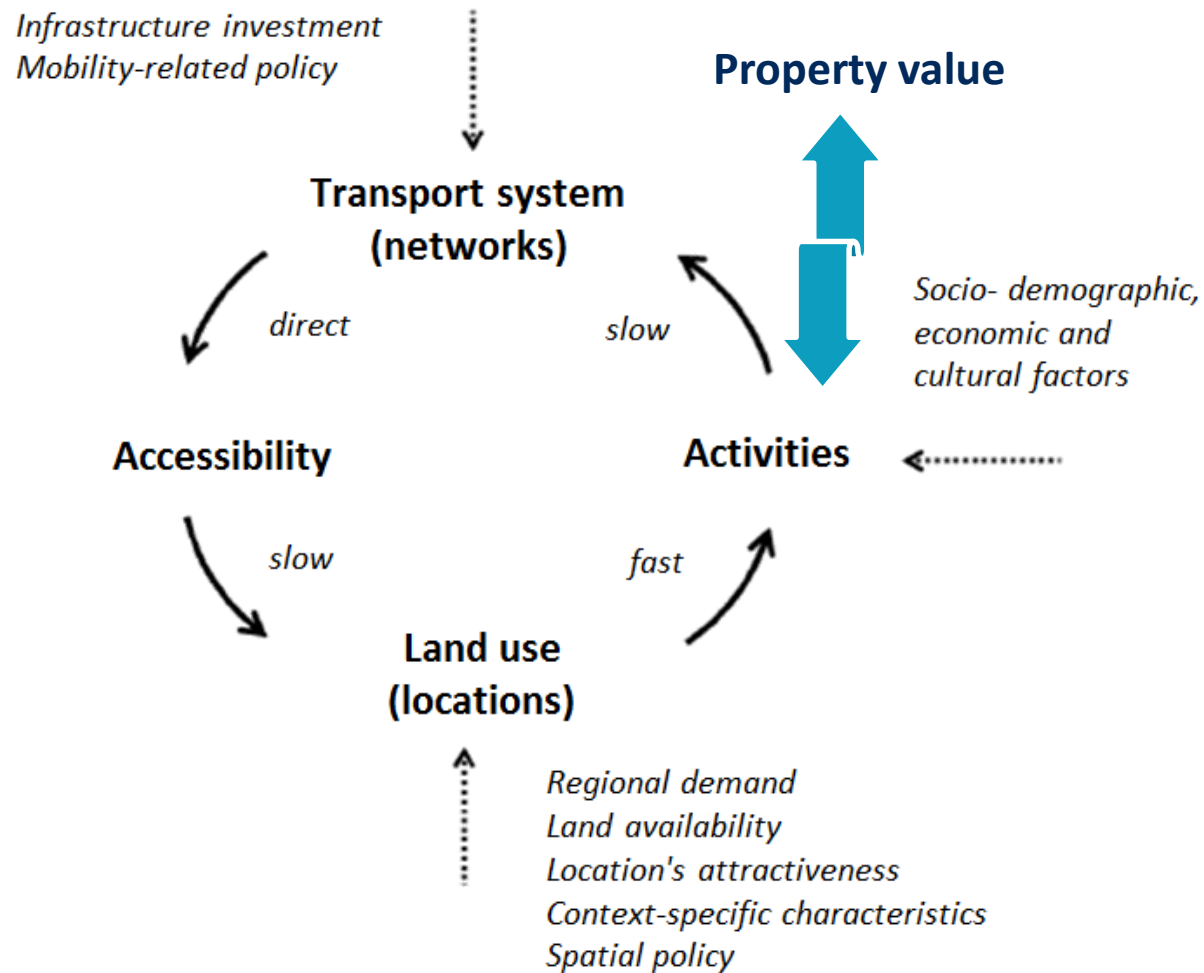 Infrastructure investment
Mobility-related policy
Property value
Transport system
(networks)
direct
slow
Socio- demographic,
economic and
cultural factors
Accessibility
Activities
slow
fast
Land use
(locations)
Regional demand
Land availability
Location's attractiveness
Context-specific characteristics
Spatial policy